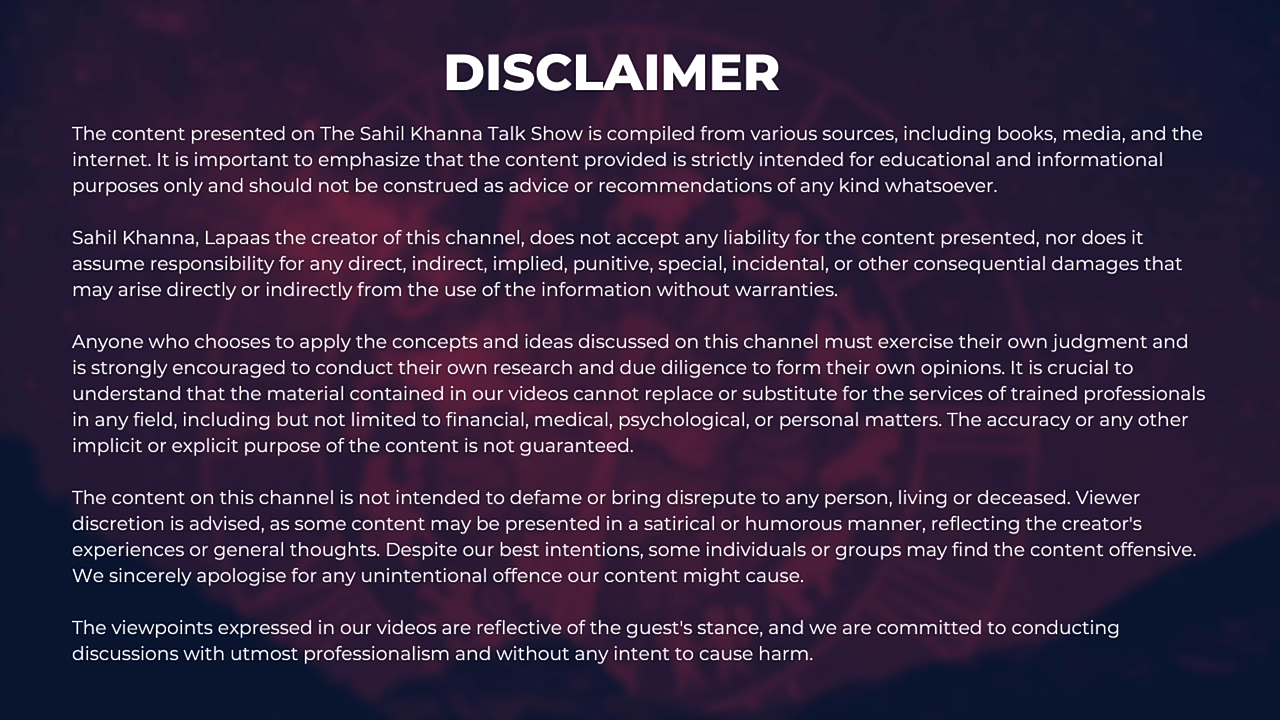 DISCLAIMER
The content presented on The Sahil Khanna Talk Show is compiled from various sources, including books, media, and the
internet. It is important to emphasize that the content provided is strictly intended for educational and informational
purposes only and should not be construed as advice or recommendations of any kind whatsoever.
Sahil Khanna, Lapaas the creator of this channel, does not accept any liability for the content presented, nor does it
assume responsibility for any direct, indirect, implied, punitive, special, incidental, or other consequential damages that
may arise directly or indirectly from the use of the information without warranties.
Anyone who chooses to apply the concepts and ideas discussed on this channel must exercise their own judgment and
is strongly encouraged to conduct their own research and due diligence to form their own opinions. It is crucial to
understand that the material contained in our videos cannot replace or substitute for the services of trained professionals
in any field, including but not limited to financial, medical, psychological, or personal matters. The accuracy or any other
implicit or explicit purpose of the content is not guaranteed.
The content on this channel is not intended to defame or bring disrepute to any person, living or deceased. Viewer
discretion is advised, as some content may be presented in a satirical or humorous manner, reflecting the creator's
experiences or general thoughts. Despite our best intentions, some individuals or groups may find the content offensive.
We sincerely apologise for any unintentional offence our content might cause.
The viewpoints expressed in our videos are reflective of the guest's stance, and we are committed to conducting
discussions with utmost professionalism and without any intent to cause harm.